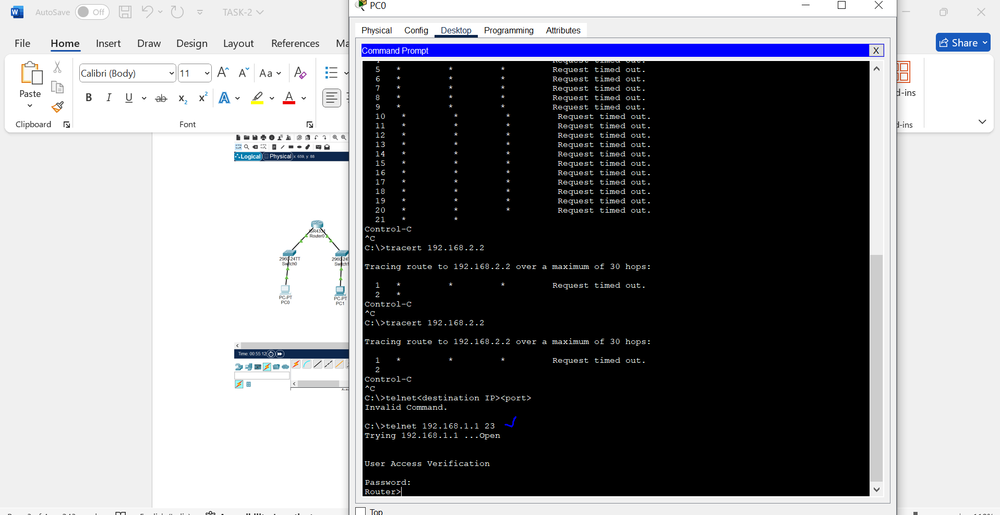 AutoSave Off TASK-2
PC0
File Home Insert Draw Design Layout References Ma
Share
Physical Config Desktop Programming Attributes
Command Prompt X
Calibri (Body) 11
Paste
Clipboard Font
d-ins
d-ins
Request timed out.
5 * * * Request timed out.
6 * * * Request timed out.
7 * * * Request timed out.
8 * * * Request timed out.
9 * * * Request timed out.
10 * * * Request timed out.
11 * * * Request timed out.
12 * * * Request timed out.
13 * * * Request timed out.
14 * * * Request timed out.
15 * * * Request timed out.
16 * * * Request timed out.
17 * * * Request timed out.
18 * * * Request timed out.
19 * * * Request timed out.
20 * * * Request timed out.
21 * *
Control-C
^C
C:\>tracert 192.168.2.2
Tracing route to 192.168.2.2 over a maximum of 30 hops:
1 * * * Request timed out.
2 *
Control-C
^C
C:\>tracert 192.168.2.2
Tracing route to 192.168.2.2 over a maximum of 30 hops:
1 * * * Request timed out.
2
Control-C
^C
C:\>telnet<destination IP><port>
Invalid Command.
C:\>telnet 192.168.1.1 23
Trying 192.168.1.1 ...Open
User Access Verification
Password:
Router>
Top
Logical Physical x: 659, y: 88
ISR4331
Router0
2960-24TT
Switch0
2960-24T
Switch1
PC-PT
PC0
PC-PT
PC1
Time: 00:55:12